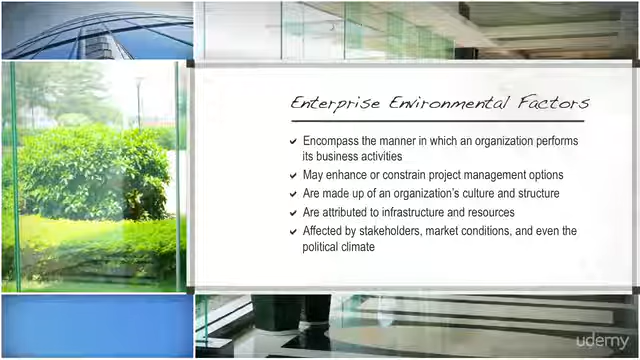 Enterprise Environmental Factors
Encompass the manner in which an organization performs
its business activities
May enhance or constrain project management options
Are made up of an organization's culture and structure
Are attributed to infrastructure and resources
Affected by stakeholders, market conditions, and even the
political climate
udemy